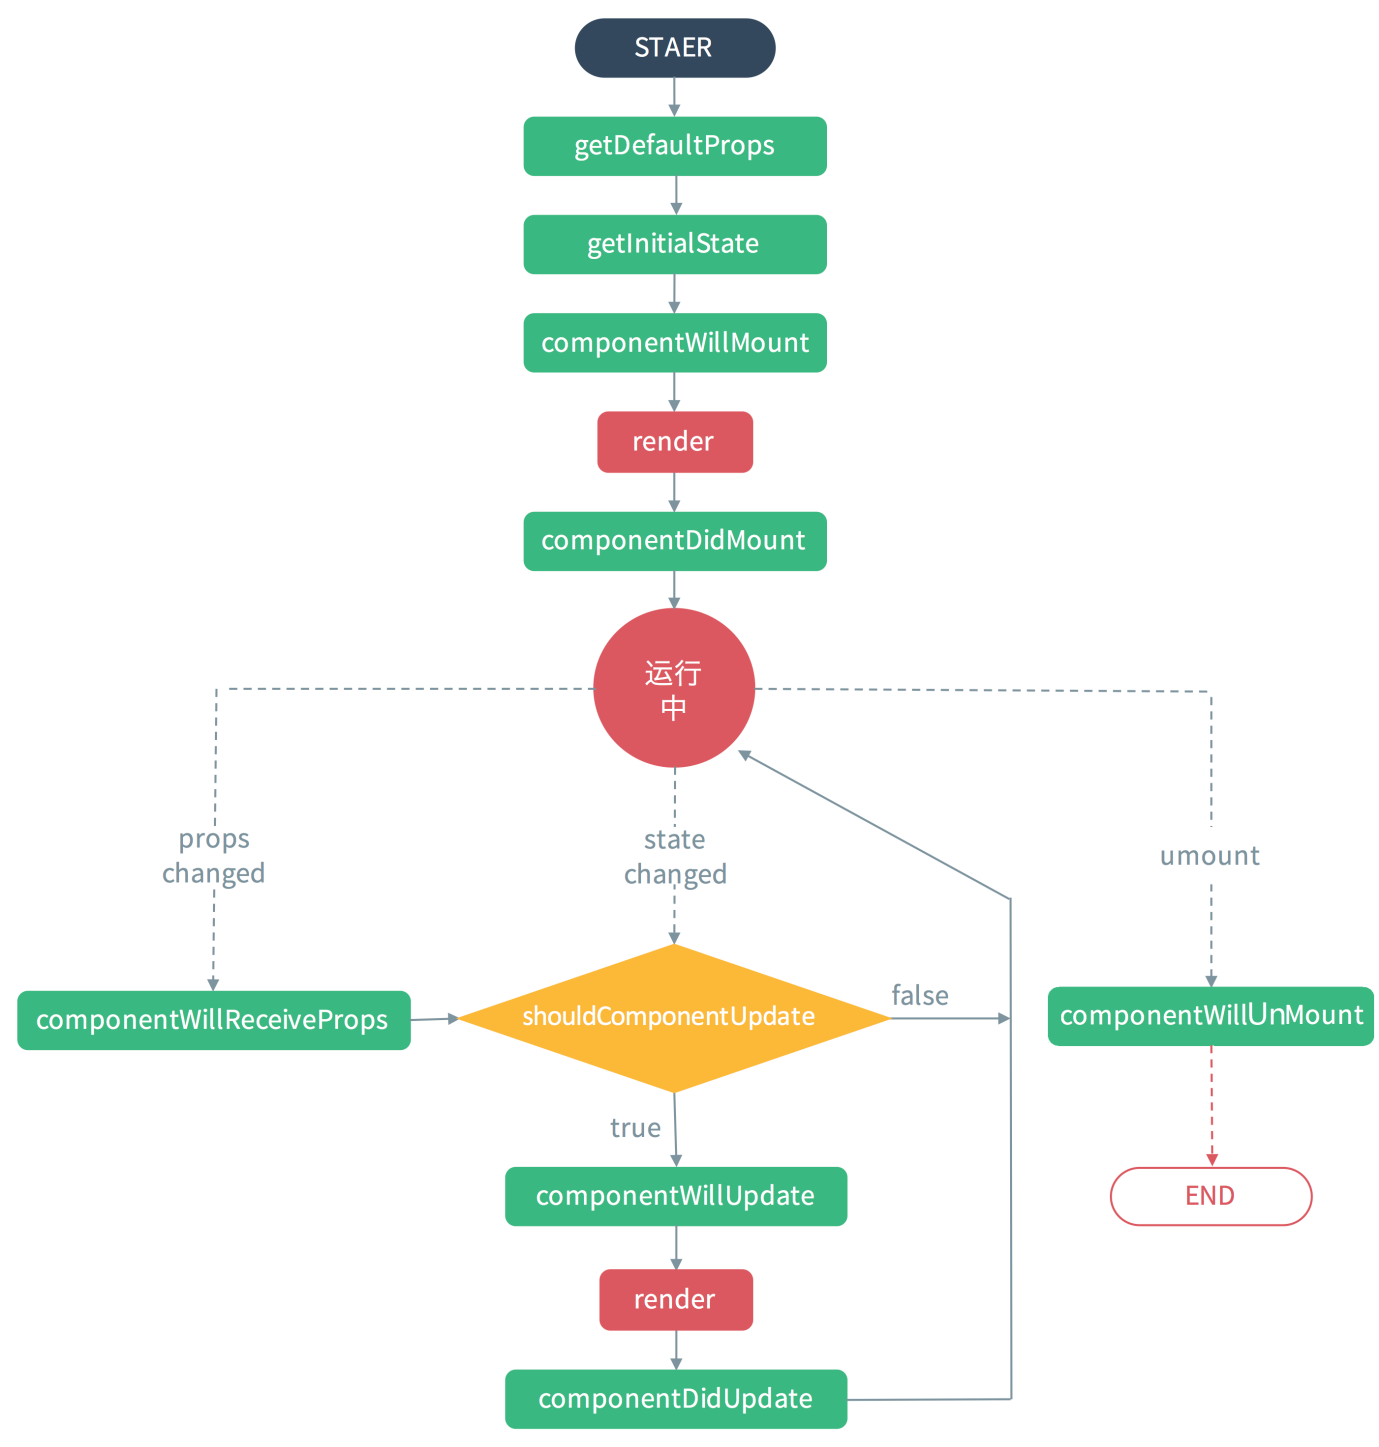 STAER
getDefaultProps
getInitialState
componentWillMount
render
componentDidMount
运行
中
props
changed
state
changed
umount
componentWillReceiveProps
shouldComponentUpdate
false
componentWillUnMount
true
componentWillUpdate
END
render
componentDidUpdate